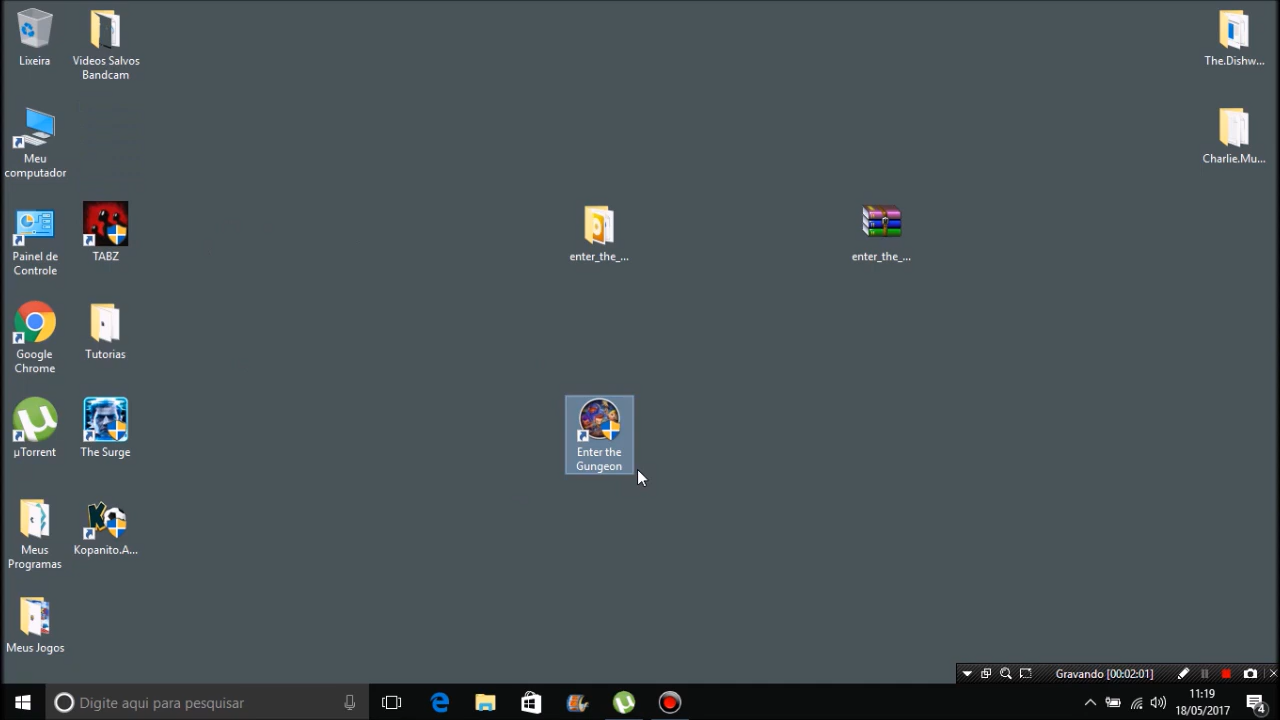 Lixeira
Videos Salvos
Bandcam
The.Dishw...
Meu
computador
Charlie.Mu...
Painel de
Controle
TABZ
enter_the_...
enter_the_...
Google
Chrome
Tutorias
µTorrent
The Surge
Enter the
Gungeon
Meus
Programas
Kopanito.A...
Meus Jogos
Gravando [00:02:01]
Digite aqui para pesquisar
11:19
18/05/2017
4